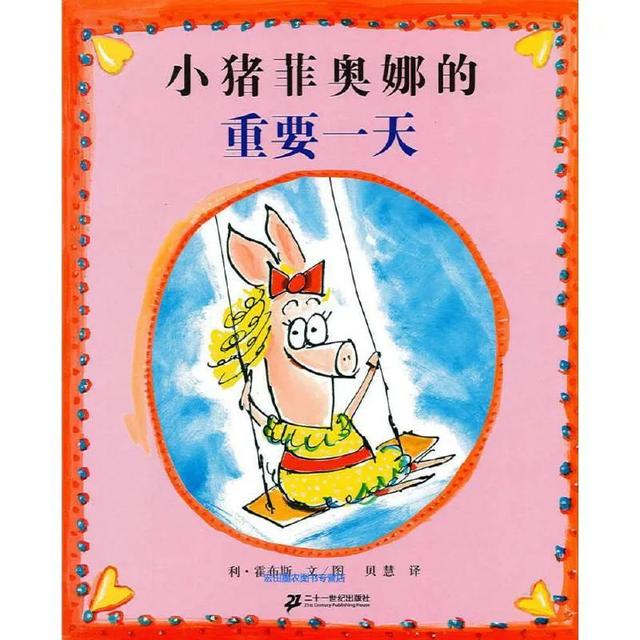 小猪菲奥娜的
重要一天
利·霍布斯 文/图 贝慧 译
二十一世纪出版社
21st Century Publishing House